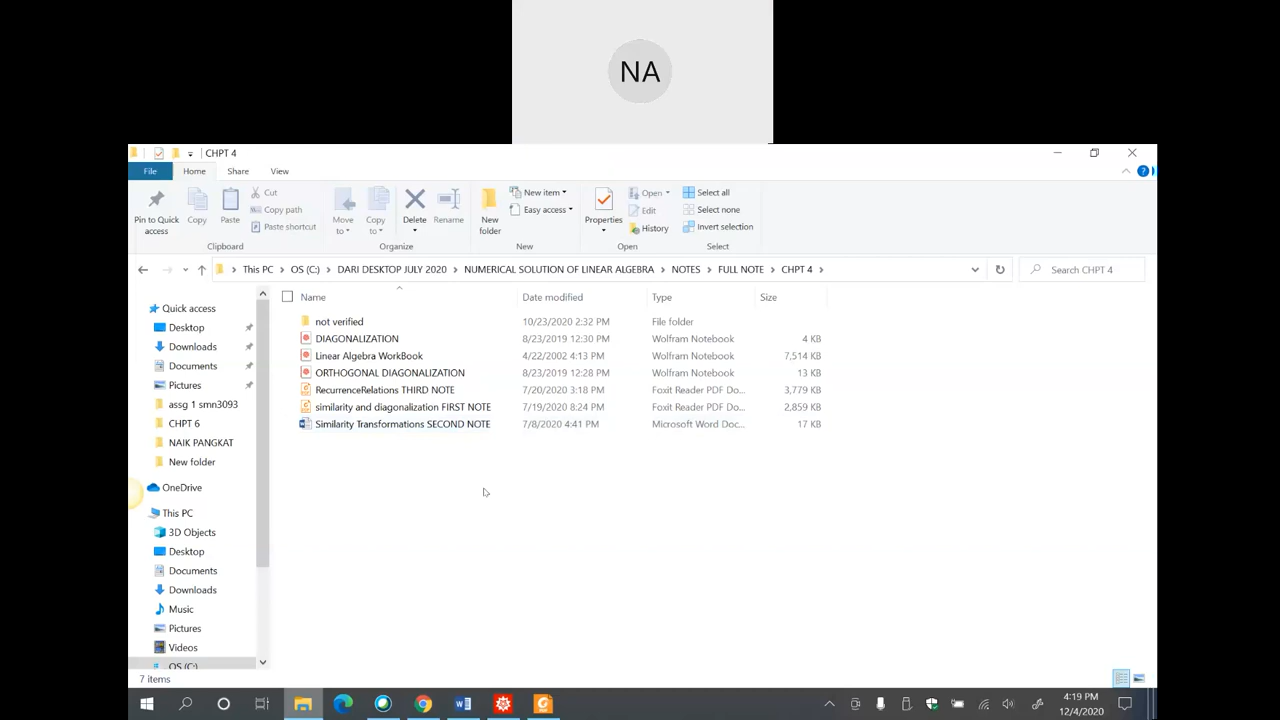 NA
CHPT 4
File Home Share View
Pin to Quick access
Copy
Paste
Cut
Copy path
Paste shortcut
Clipboard
Move to
Copy to
Delete
Rename
Organize
New folder
New item
Easy access
New
Properties
Open
Edit
History
Open
Select all
Select none
Invert selection
Select
This PC > OS (C:) > DARI DESKTOP JULY 2020 > NUMERICAL SOLUTION OF LINEAR ALGEBRA > NOTES > FULL NOTE > CHPT 4 >
Search CHPT 4
Quick access
Desktop
Downloads
Documents
Pictures
assg 1 smn3093
CHPT 6
NAIK PANGKAT
New folder
OneDrive
This PC
3D Objects
Desktop
Documents
Downloads
Music
Pictures
Videos
OS (C:)
Name Date modified Type Size
not verified 10/23/2020 2:32 PM File folder
DIAGONALIZATION 8/23/2019 12:30 PM Wolfram Notebook 4 KB
Linear Algebra WorkBook 4/22/2002 4:13 PM Wolfram Notebook 7,514 KB
ORTHOGONAL DIAGONALIZATION 8/23/2019 12:28 PM Wolfram Notebook 13 KB
RecurrenceRelations THIRD NOTE 7/20/2020 3:18 PM Foxit Reader PDF Do... 3,779 KB
similarity and diagonalization FIRST NOTE 7/19/2020 8:24 PM Foxit Reader PDF Do... 2,859 KB
Similarity Transformations SECOND NOTE 7/8/2020 4:41 PM Microsoft Word Doc... 17 KB
7 items
4:19 PM
12/4/2020